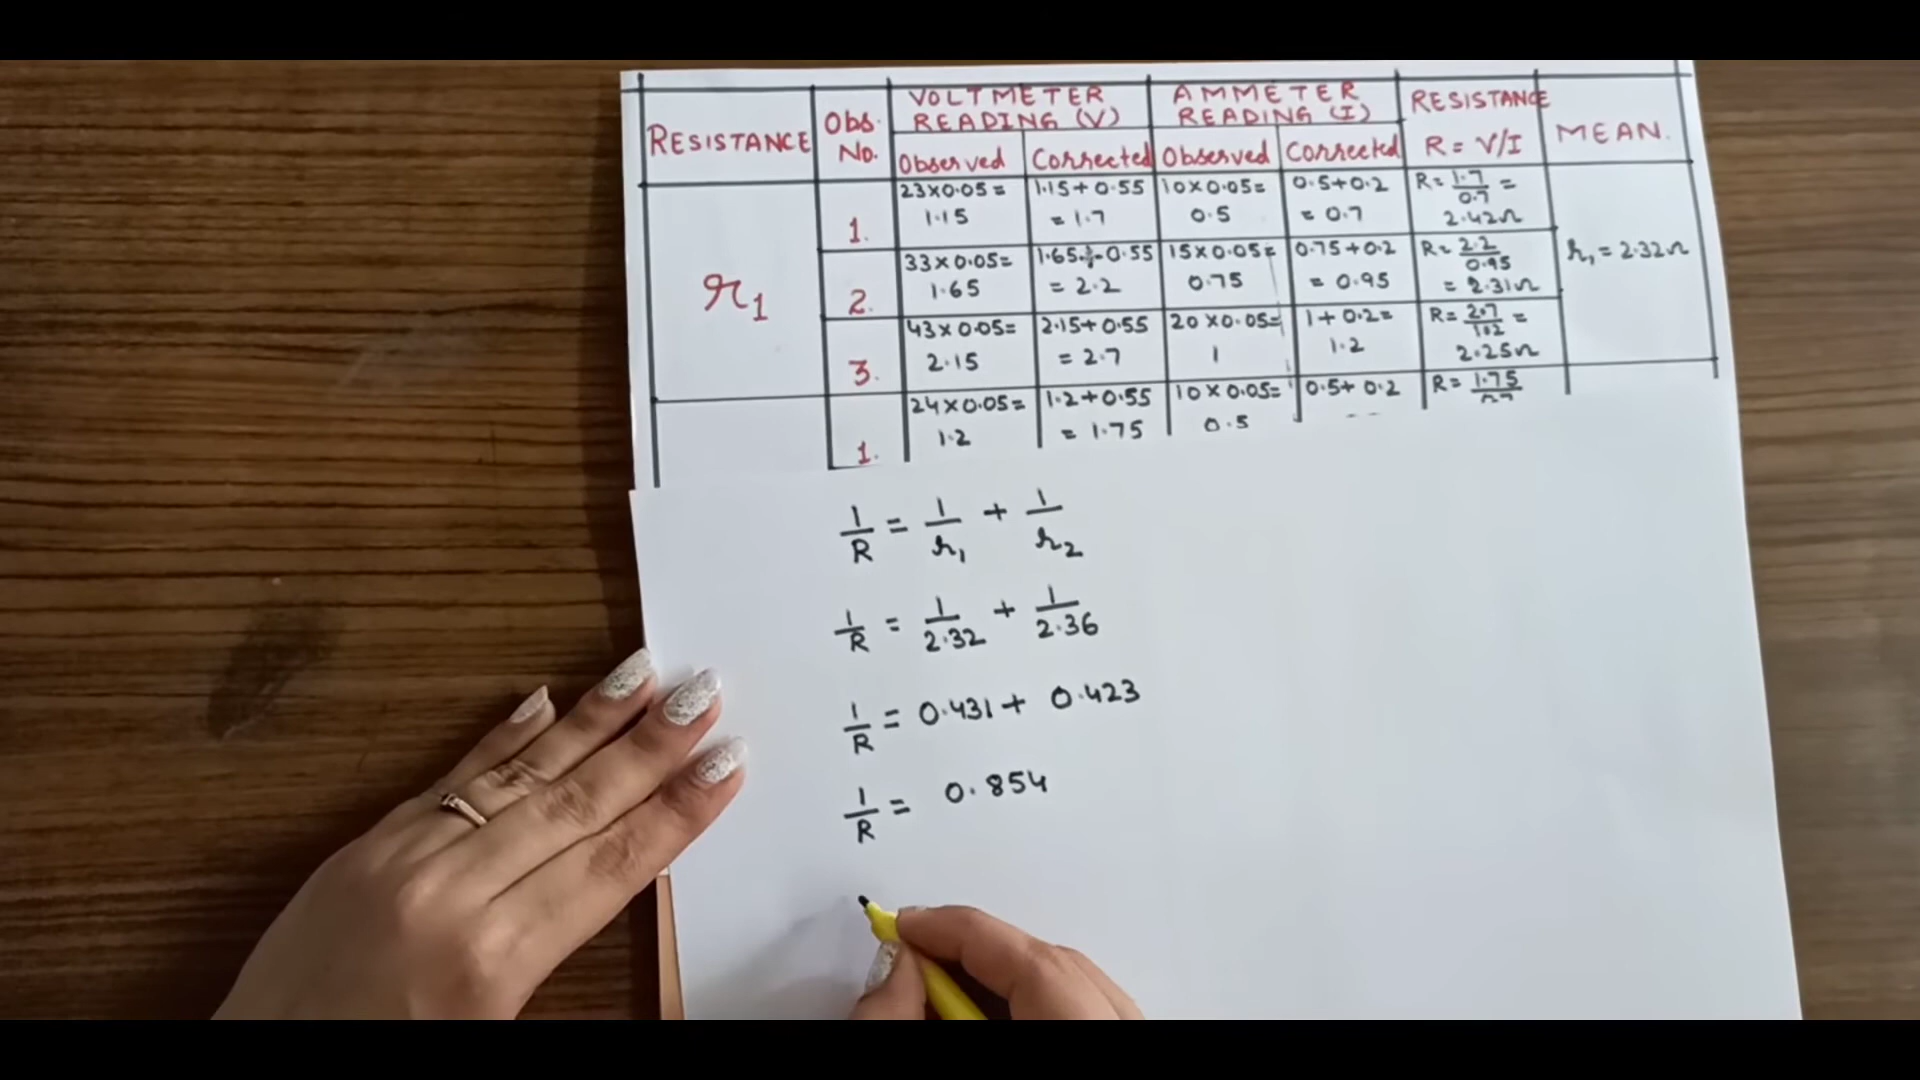 RESISTANCE Obs. No. VOLTMETER READING (V) AMMETER READING (I) RESISTANCE R = V/I MEAN.
Observed Corrected Observed Corrected
r1
1. 23×0.05= 1.15 1.15+0.55 = 1.7 10×0.05= 0.5 0.5+0.2 = 0.7 R= 1.7/0.7 = 2.42Ω
2. 33×0.05= 1.65 1.65+0.55 = 2.2 15×0.05= 0.75 0.75+0.2 = 0.95 R= 2.2/0.95 = 2.31Ω
r1 = 2.32Ω
3. 43×0.05= 2.15 2.15+0.55 = 2.7 20×0.05= 1 1+0.2= 1.2 R= 2.7/1.2 = 2.25Ω
1. 24×0.05= 1.2 1.2+0.55 = 1.75 10×0.05= 0.5 0.5+0.2 R= 1.75
1/R = 1/r1 + 1/r2
1/R = 1/2.32 + 1/2.36
1/R = 0.431+ 0.423
1/R = 0.854